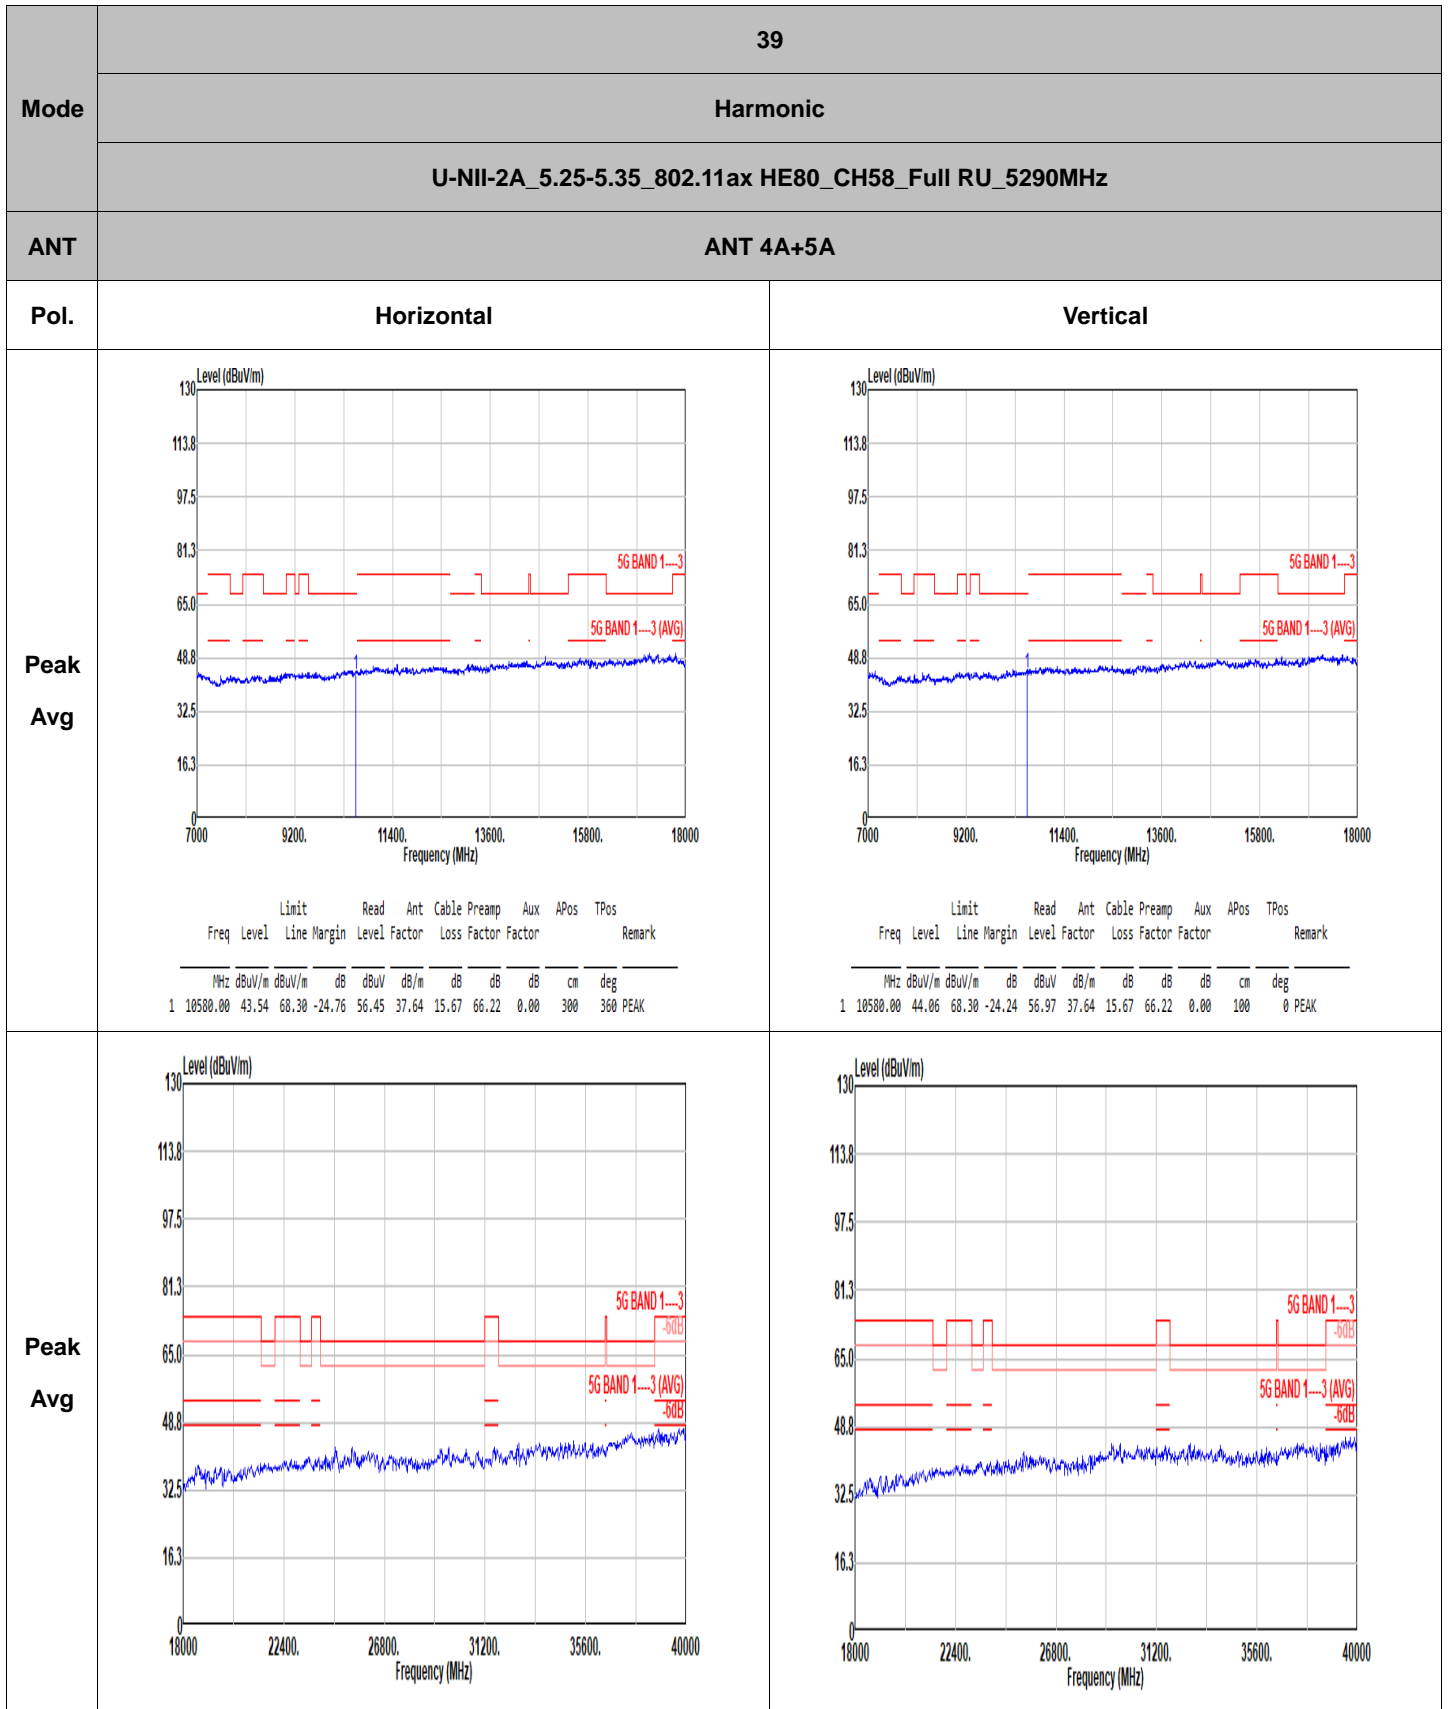 Mode
39
Harmonic
U-NII-2A_5.25-5.35_802.11ax HE80_CH58_Full RU_5290MHz
ANT
ANT 4A+5A
Pol.
Horizontal
Vertical
Peak
Avg
Level (dBuV/m)
130
113.8
97.5
81.3
65.0
48.8
32.5
16.3
0
5G BAND 1----3
5G BAND 1----3 (AVG)
7000 9200. 11400. 13600. 15800. 18000
Frequency (MHz)
Limit Read Ant Cable Preamp Aux APos TPos
Freq Level Line Margin Level Factor Loss Factor Factor Remark
MHz dBuV/m dBuV/m dB dBuV dB/m dB dB dB cm deg
1 10580.00 43.54 68.30 -24.76 56.45 37.64 15.67 66.22 0.00 300 360 PEAK
Level (dBuV/m)
130
113.8
97.5
81.3
65.0
48.8
32.5
16.3
0
5G BAND 1----3
5G BAND 1----3 (AVG)
7000 9200. 11400. 13600. 15800. 18000
Frequency (MHz)
Limit Read Ant Cable Preamp Aux APos TPos
Freq Level Line Margin Level Factor Loss Factor Factor Remark
MHz dBuV/m dBuV/m dB dBuV dB/m dB dB dB cm deg
1 10580.00 44.06 68.30 -24.24 56.97 37.64 15.67 66.22 0.00 100 0 PEAK
Peak
Avg
Level (dBuV/m)
130
113.8
97.5
81.3
65.0
48.8
32.5
16.3
0
5G BAND 1----3
-6dB
5G BAND 1----3 (AVG)
-6dB
18000 22400. 26800. 31200. 35600. 40000
Frequency (MHz)
Level (dBuV/m)
130
113.8
97.5
81.3
65.0
48.8
32.5
16.3
0
5G BAND 1----3
-6dB
5G BAND 1----3 (AVG)
-6dB
18000 22400. 26800. 31200. 35600. 40000
Frequency (MHz)